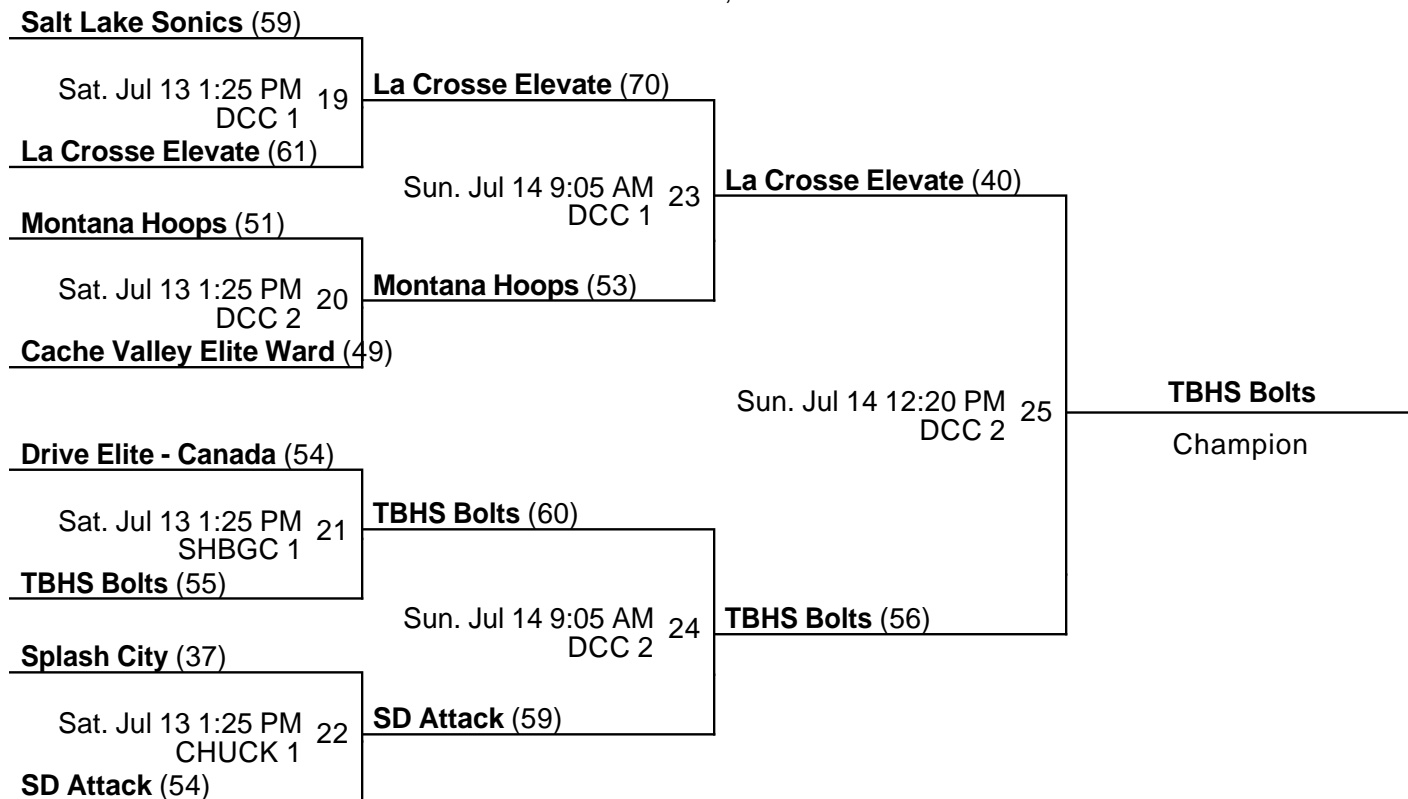 Salt Lake Sonics (59)
Sat. Jul 13 1:25 PM 19
DCC 1
La Crosse Elevate (61)
La Crosse Elevate (70)
Montana Hoops (51)
Sat. Jul 13 1:25 PM 20
DCC 2
Cache Valley Elite Ward (49)
Montana Hoops (53)
Sun. Jul 14 9:05 AM 23
DCC 1
La Crosse Elevate (40)
Drive Elite - Canada (54)
Sat. Jul 13 1:25 PM 21
SHBGC 1
TBHS Bolts (55)
TBHS Bolts (60)
Splash City (37)
Sat. Jul 13 1:25 PM 22
CHUCK 1
SD Attack (54)
SD Attack (59)
Sun. Jul 14 9:05 AM 24
DCC 2
TBHS Bolts (56)
Sun. Jul 14 12:20 PM 25
DCC 2
TBHS Bolts
Champion